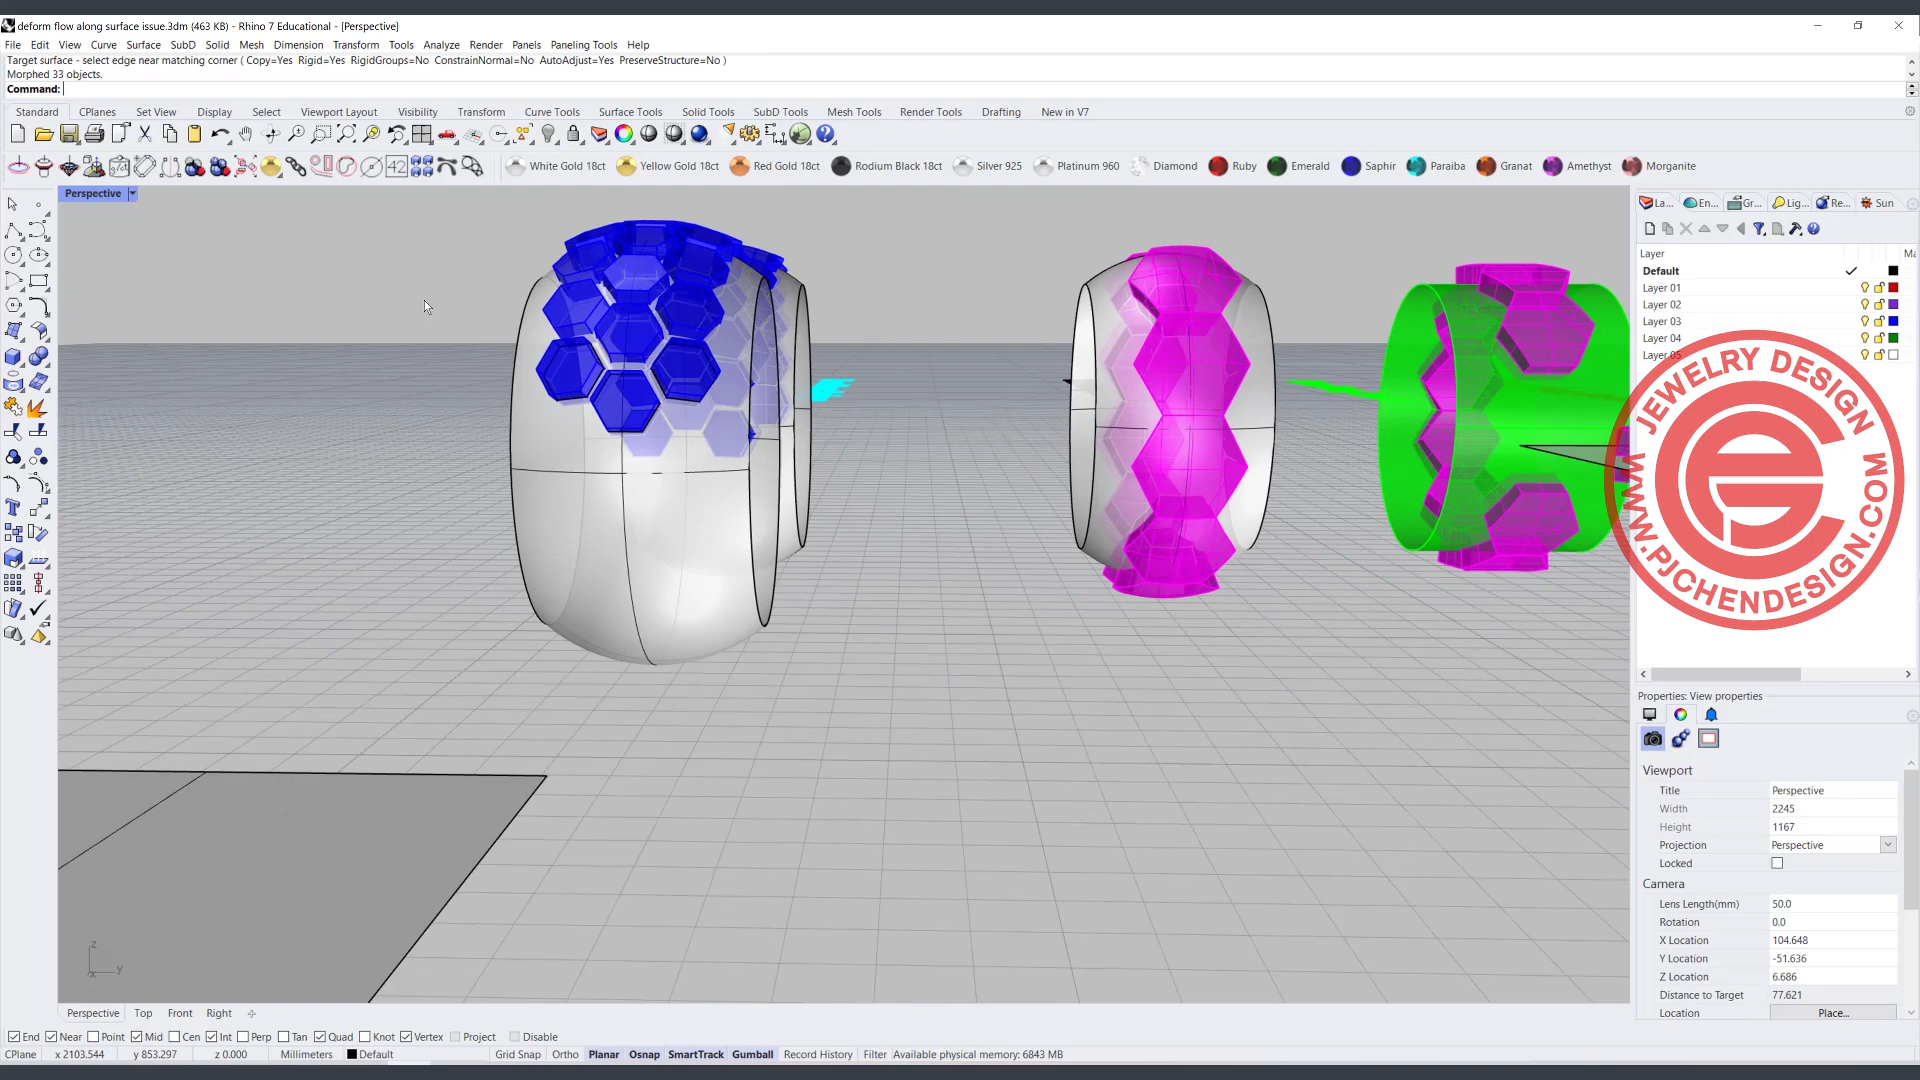 deform flow along surface issue.3dm (463 KB) - Rhino 7 Educational - [Perspective]
File Edit View Curve Surface SubD Solid Mesh Dimension Transform Tools Analyze Render Panels Paneling Tools Help
Target surface - select edge near matching corner ( Copy=Yes Rigid=Yes RigidGroups=No ConstrainNormal=No AutoAdjust=Yes PreserveStructure=No )
Morphed 33 objects.
Command:
Standard CPlanes Set View Display Select Viewport Layout Visibility Transform Curve Tools Surface Tools Solid Tools SubD Tools Mesh Tools Render Tools Drafting New in V7
42 White Gold 18ct Yellow Gold 18ct Red Gold 18ct Rodium Black 18ct Silver 925 Platinum 960 Diamond Ruby Emerald Saphir Paraiba Granat Amethyst Morganite
Perspective
La... En... Gr... Lig... Re... Sun
Layer Ma
Default
Layer 01
Layer 02
Layer 03
Layer 04
Layer 05
JEWELRY DESIGN
WWW.PJCHENDESIGN.COM
Properties: View properties
Viewport
Title Perspective
Width 2245
Height 1167
Projection Perspective
Locked
Camera
Lens Length(mm) 50.0
Rotation 0.0
X Location 104.648
Y Location -51.636
Z Location 6.686
Distance to Target 77.621
Location Place...
z
x y
Perspective Top Front Right
End Near Point Mid Cen Int Perp Tan Quad Knot Vertex Project Disable
CPlane x 2103.544 y 853.297 z 0.000 Millimeters Default Grid Snap Ortho Planar Osnap SmartTrack Gumball Record History Filter Available physical memory: 6843 MB